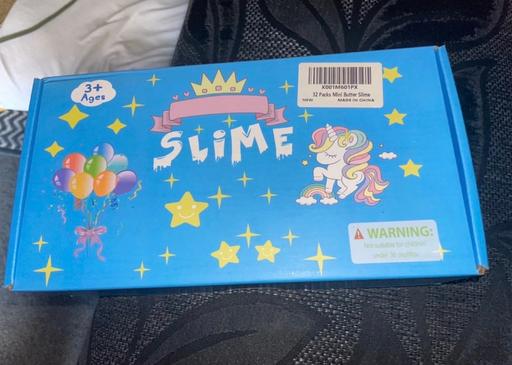 3+
Ages
X001M601PX
32 Packs Mini Butter Slime
NEW MADE IN CHINA
SLiME
WARNING:
Not suitable for children
under 36 months